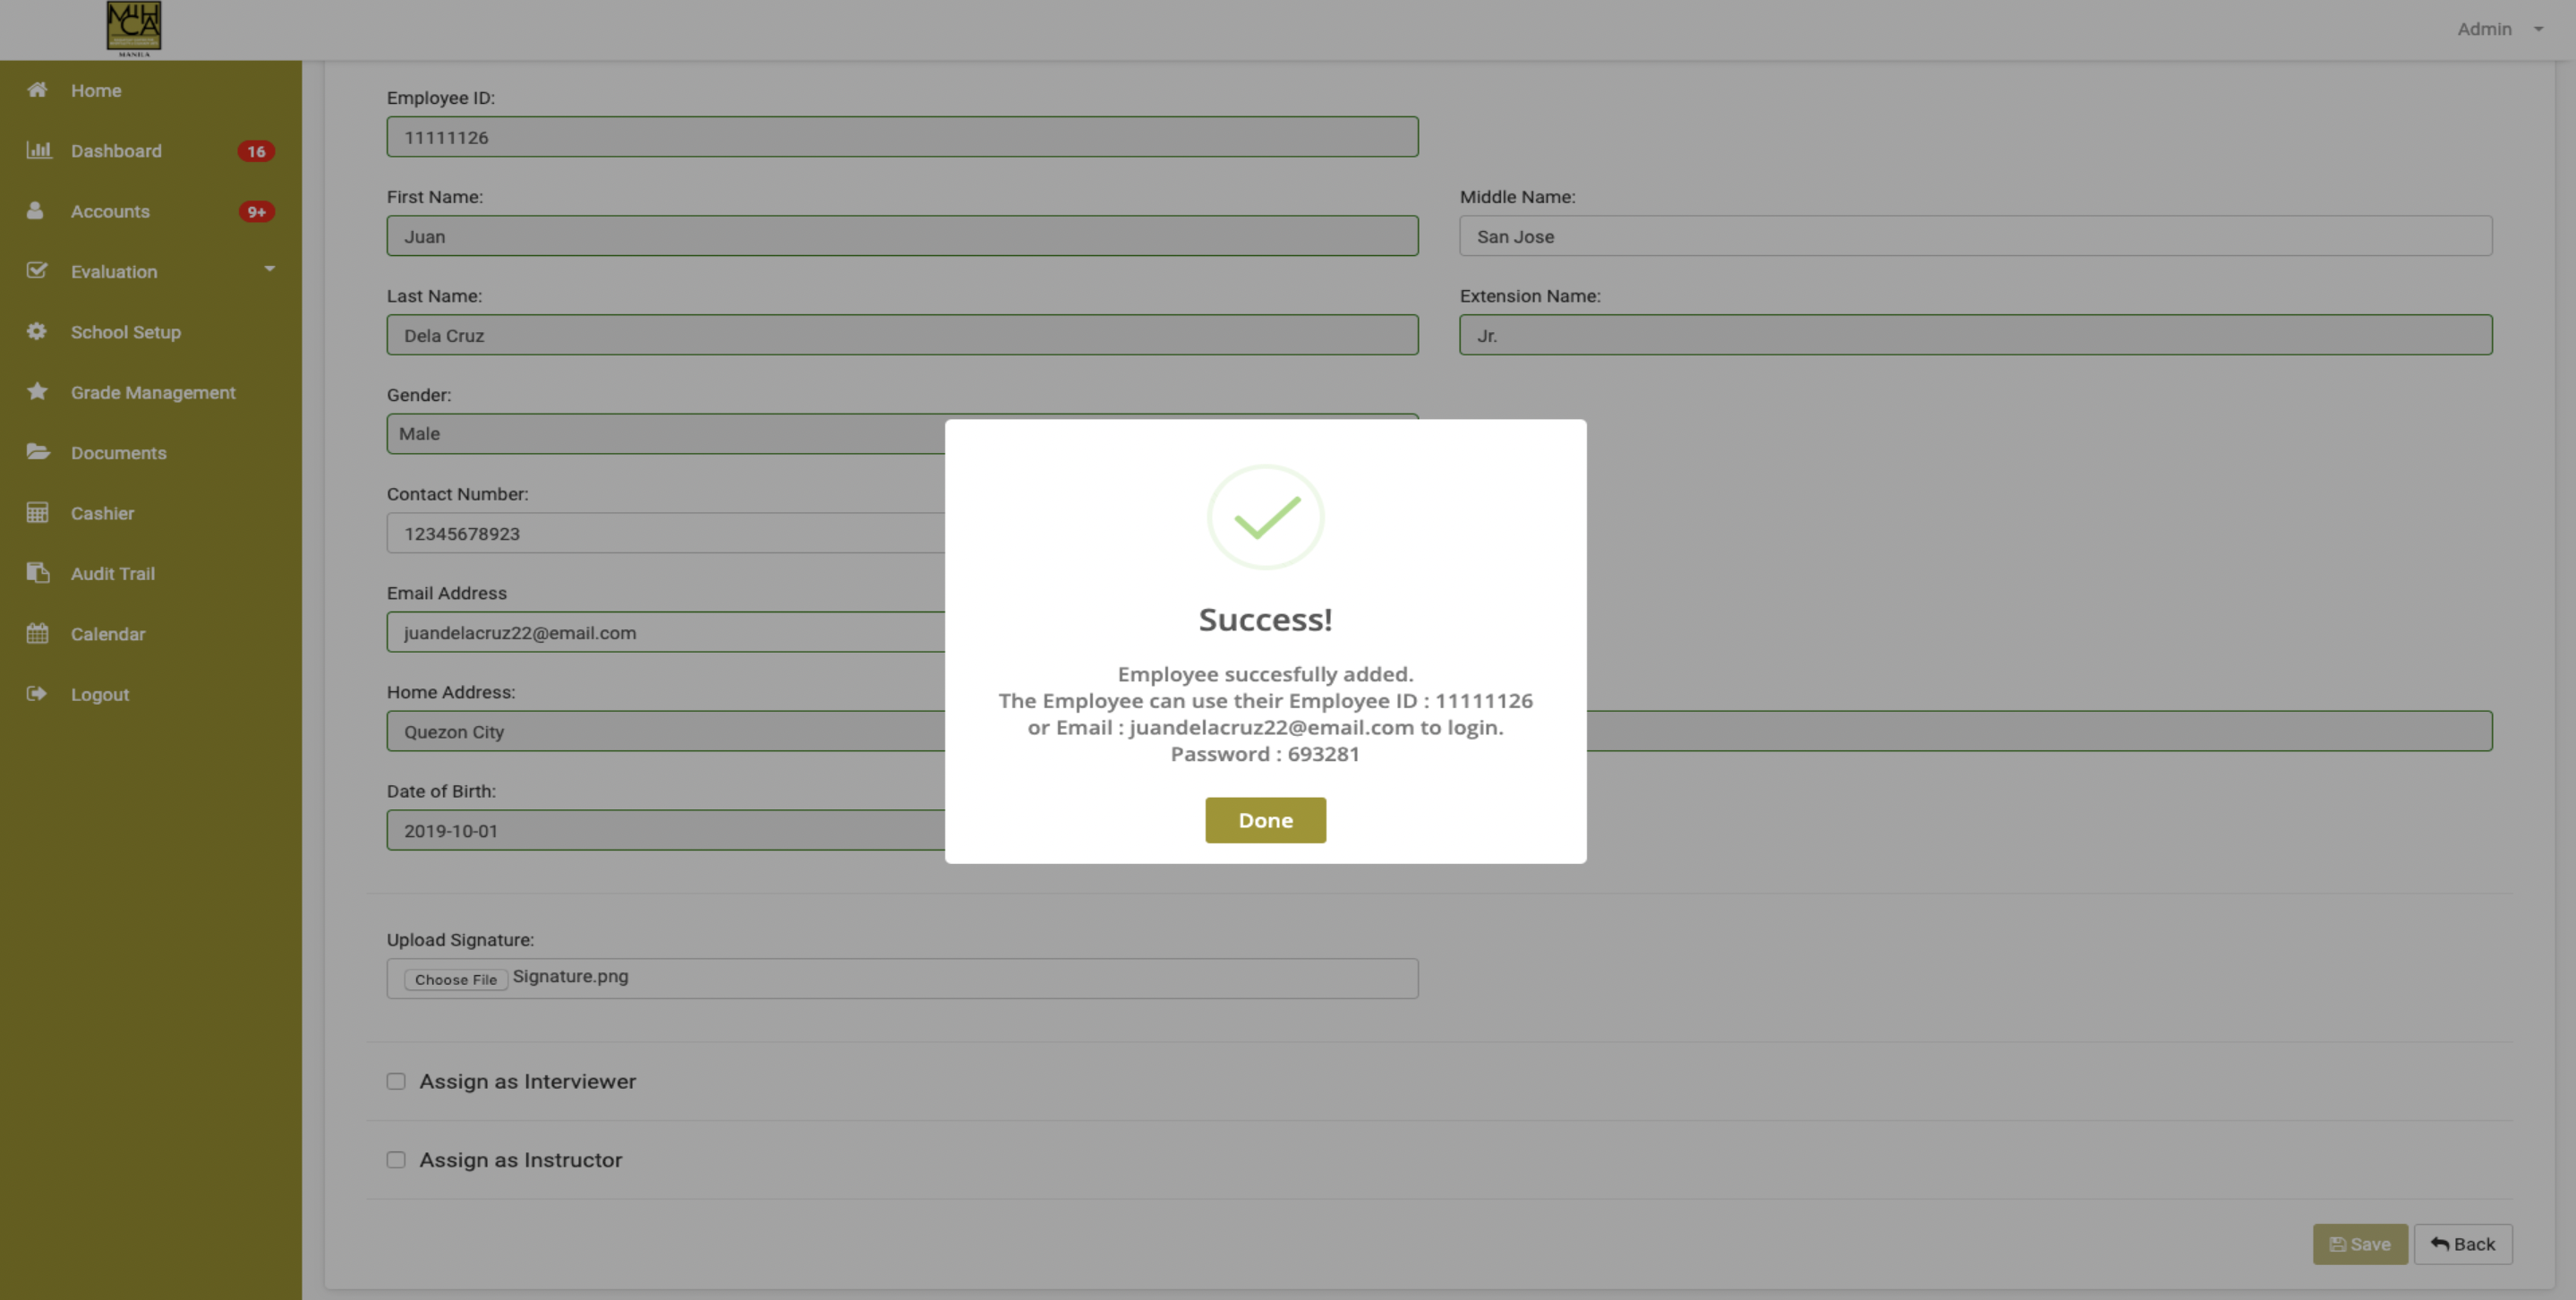 MIHCA
MANILA
Admin
Home
Dashboard 16
Accounts 9+
Evaluation
School Setup
Grade Management
Documents
Cashier
Audit Trail
Calendar
Logout
Employee ID:
11111126
First Name:
Juan
Middle Name:
San Jose
Last Name:
Dela Cruz
Extension Name:
Jr.
Gender:
Male
Contact Number:
12345678923
Email Address
juandelacruz22@email.com
Home Address:
Quezon City
Date of Birth:
2019-10-01
Success!
Employee succesfully added.
The Employee can use their Employee ID : 11111126
or Email : juandelacruz22@email.com to login.
Password : 693281
Done
Upload Signature:
Choose File Signature.png
Assign as Interviewer
Assign as Instructor
Save
Back